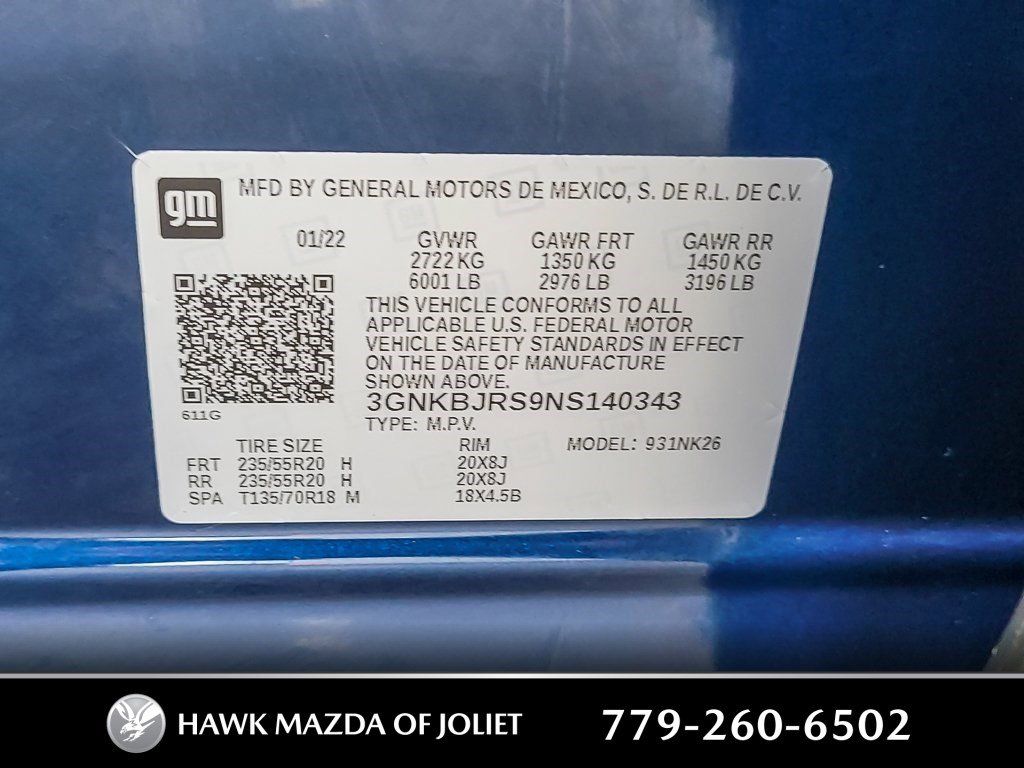 gm
MFD BY GENERAL MOTORS DE MEXICO, S. DE R.L. DE C.V.
01/22 GVWR GAWR FRT GAWR RR
2722 KG 1350 KG 1450 KG
6001 LB 2976 LB 3196 LB
THIS VEHICLE CONFORMS TO ALL
APPLICABLE U.S. FEDERAL MOTOR
VEHICLE SAFETY STANDARDS IN EFFECT
ON THE DATE OF MANUFACTURE
SHOWN ABOVE.
3GNKBJRS9NS140343
611G
TYPE: M.P.V.
TIRE SIZE RIM MODEL: 931NK26
FRT 235/55R20 H 20X8J
RR 235/55R20 H 20X8J
SPA T135/70R18 M 18X4.5B
HAWK MAZDA OF JOLIET 779-260-6502